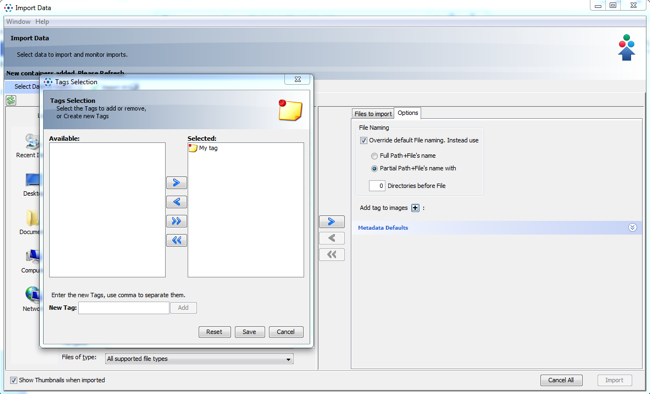 Import Data
Window Help
Import Data
Select data to import and monitor imports.
New containers added. Please Refresh
Select Da
Tags Selection
Tags Selection
Select the Tags to add or remove,
or Create new Tags
Available:
Selected:
My tag
Enter the new Tags, use comma to separate them.
New Tag:
Add
Reset
Save
Cancel
Recent I
Deskt
Docume
Compu
Netwo
Files of type:
All supported file types
Files to import
Options
File Naming
Override default File naming. Instead use
Full Path+File's name
Partial Path+File's name with
0 Directories before File
Add tag to images :
Metadata Defaults
Show Thumbnails when imported
Cancel All
Import